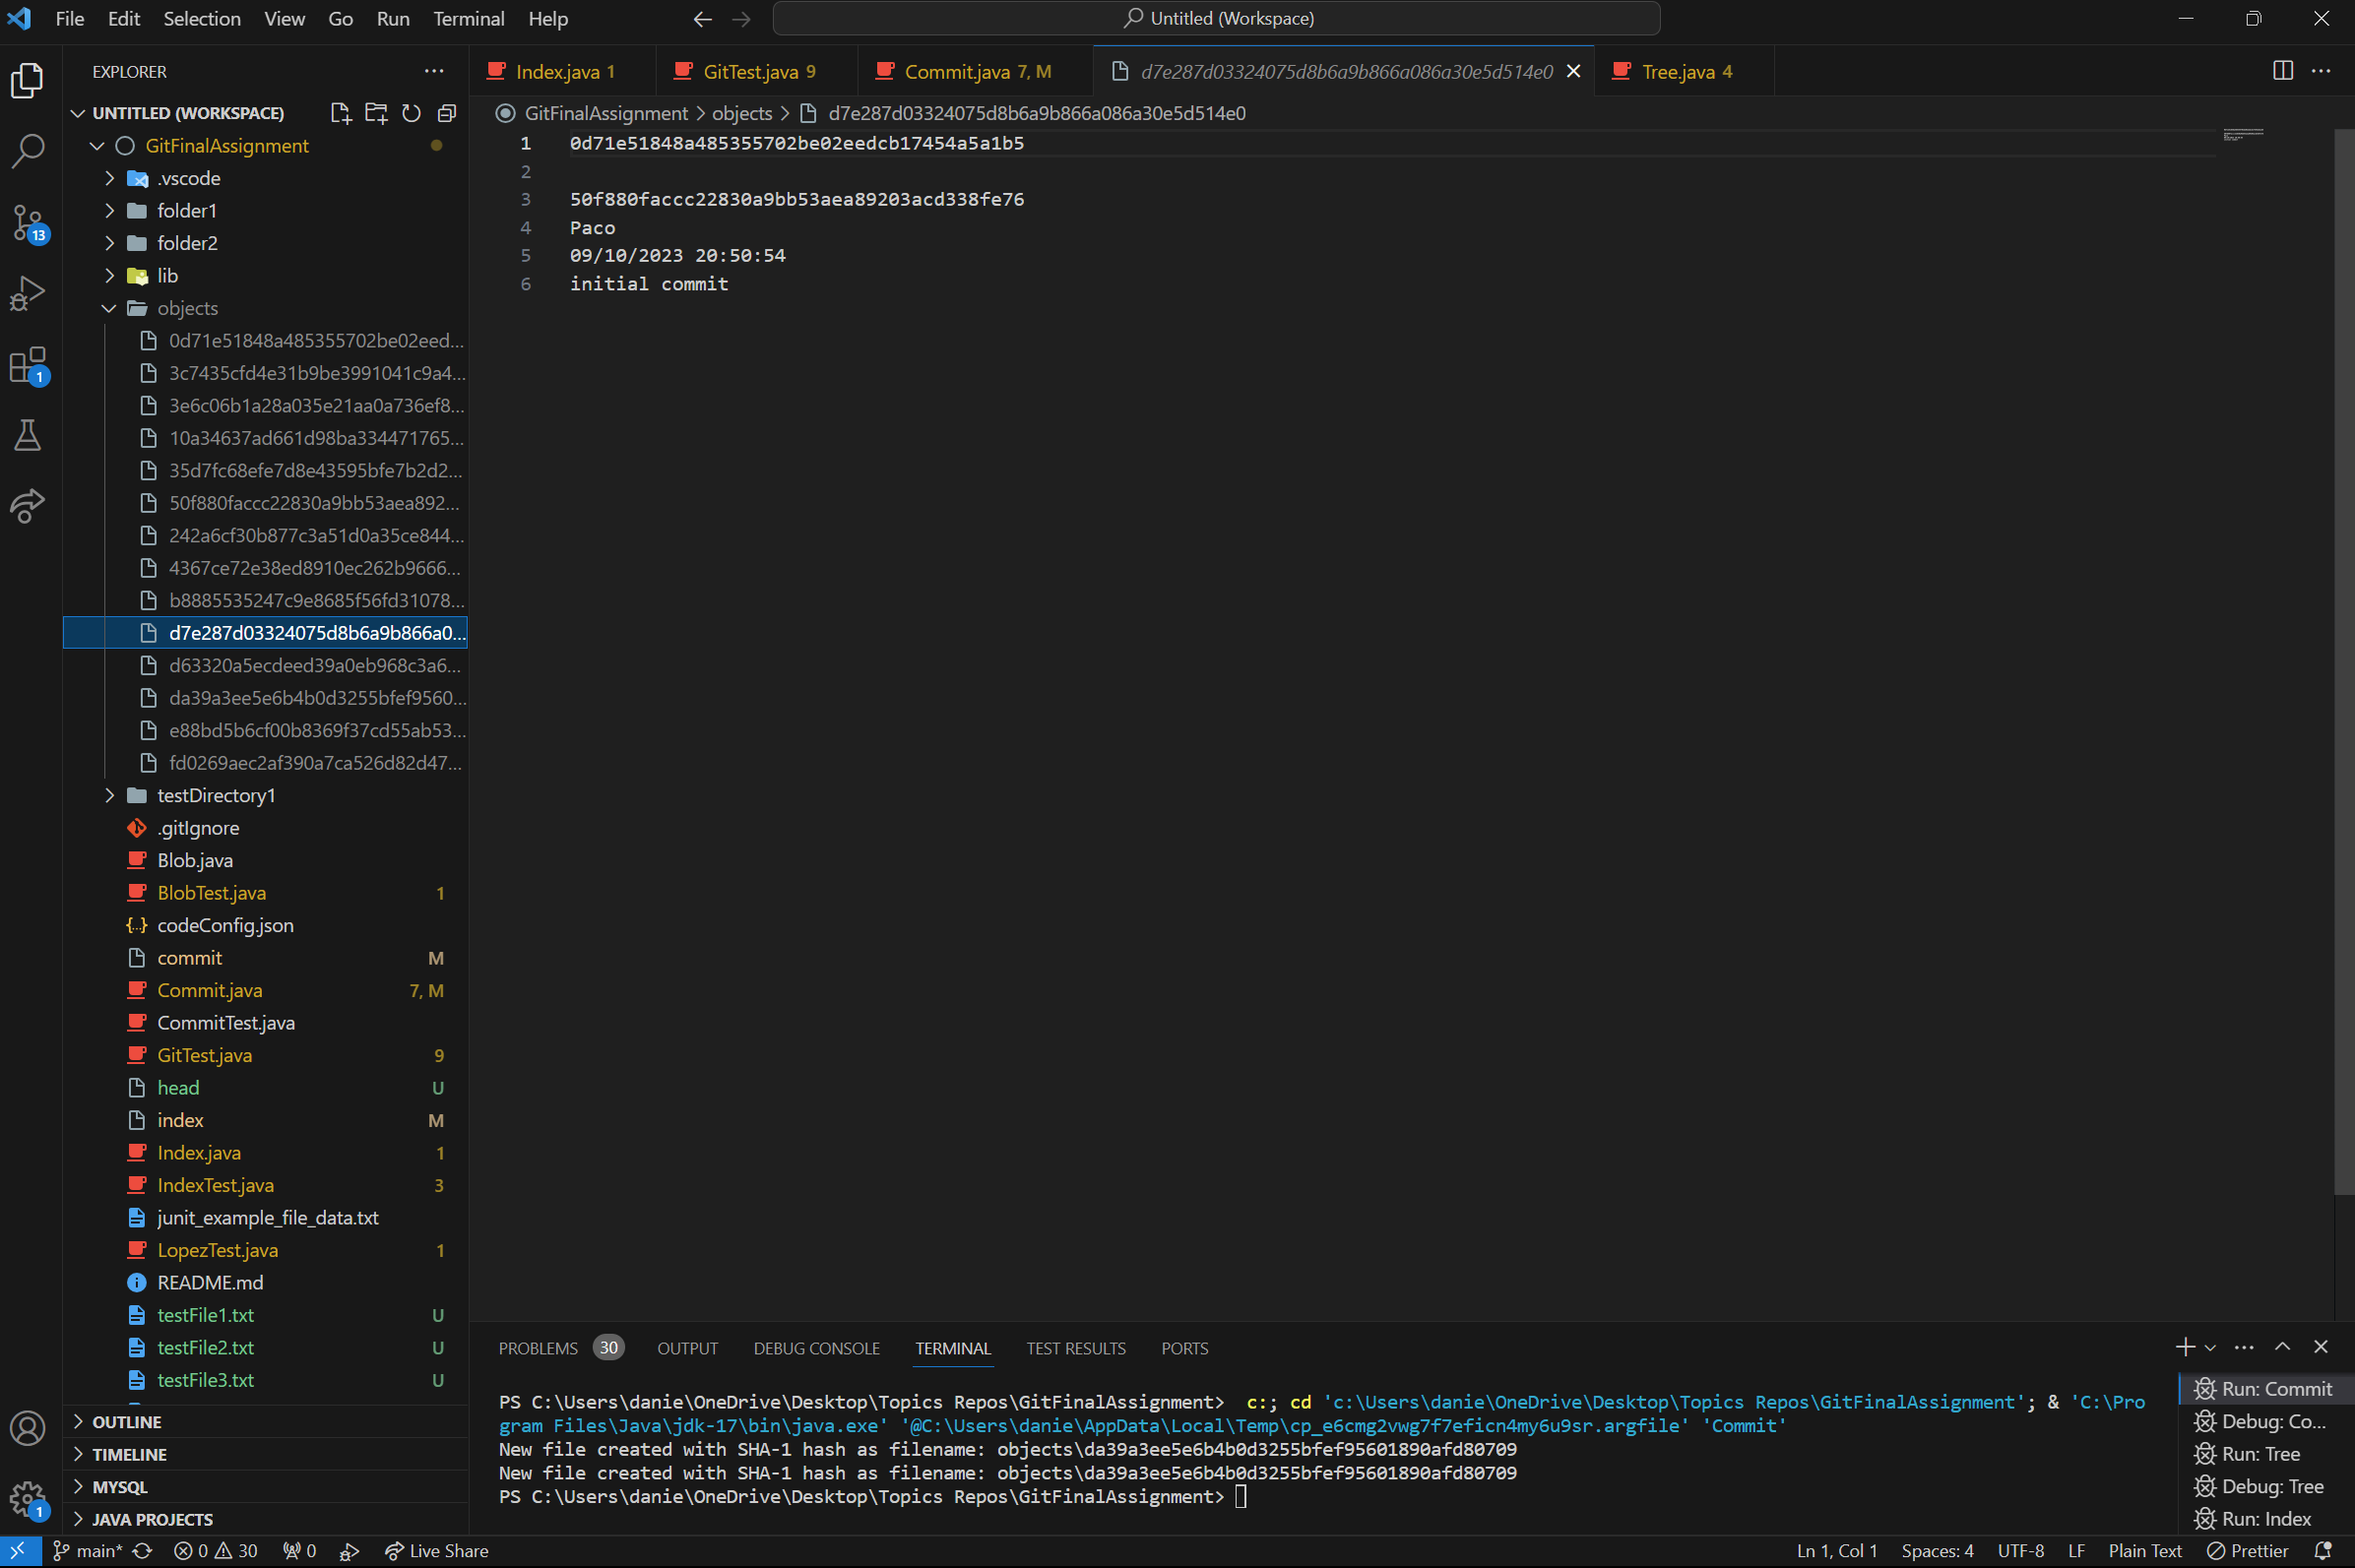 File Edit Selection View Go Run Terminal Help
Untitled (Workspace)
EXPLORER
UNTITLED (WORKSPACE)
GitFinalAssignment
.vscode
folder1
folder2
lib
objects
0d71e51848a485355702be02eed...
3c7435cfd4e31b9be3991041c9a4...
3e6c06b1a28a035e21aa0a736ef8...
10a34637ad661d98ba334471765...
35d7fc68efe7d8e43595bfe7b2d2...
50f880faccc22830a9bb53aea892...
242a6cf30b877c3a51d0a35ce844...
4367ce72e38ed8910ec262b9666...
b8885535247c9e8685f56fd31078...
d7e287d03324075d8b6a9b866a0...
d63320a5ecdeed39a0eb968c3a6...
da39a3ee5e6b4b0d3255bfef9560...
e88bd5b6cf00b8369f37cd55ab53...
fd0269aec2af390a7ca526d82d47...
testDirectory1
.gitIgnore
Blob.java
BlobTest.java 1
codeConfig.json
commit M
Commit.java 7, M
CommitTest.java
GitTest.java 9
head U
index M
Index.java 1
IndexTest.java 3
junit_example_file_data.txt
LopezTest.java 1
README.md
testFile1.txt U
testFile2.txt U
testFile3.txt U
OUTLINE
TIMELINE
MYSQL
JAVA PROJECTS
13
1
1
Index.java 1 GitTest.java 9 Commit.java 7, M d7e287d03324075d8b6a9b866a086a30e5d514e0 Tree.java 4
GitFinalAssignment > objects > d7e287d03324075d8b6a9b866a086a30e5d514e0
1 0d71e51848a485355702be02eedcb17454a5a1b5
2
3 50f880faccc22830a9bb53aea89203acd338fe76
4 Paco
5 09/10/2023 20:50:54
6 initial commit
PROBLEMS 30 OUTPUT DEBUG CONSOLE TERMINAL TEST RESULTS PORTS
PS C:\Users\danie\OneDrive\Desktop\Topics Repos\GitFinalAssignment> c:; cd 'c:\Users\danie\OneDrive\Desktop\Topics Repos\GitFinalAssignment'; & 'C:\Pro
gram Files\Java\jdk-17\bin\java.exe' '@C:\Users\danie\AppData\Local\Temp\cp_e6cmg2vwg7f7eficn4my6u9sr.argfile' 'Commit'
New file created with SHA-1 hash as filename: objects\da39a3ee5e6b4b0d3255bfef95601890afd80709
New file created with SHA-1 hash as filename: objects\da39a3ee5e6b4b0d3255bfef95601890afd80709
PS C:\Users\danie\OneDrive\Desktop\Topics Repos\GitFinalAssignment>
Run: Commit
Debug: Co...
Run: Tree
Debug: Tree
Run: Index
main* 0 30 0 Live Share
Ln 1, Col 1 Spaces: 4 UTF-8 LF Plain Text Prettier